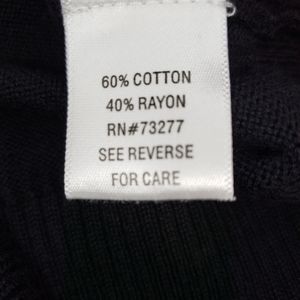 60% COTTON
40% RAYON
RN#73277
SEE REVERSE
FOR CARE